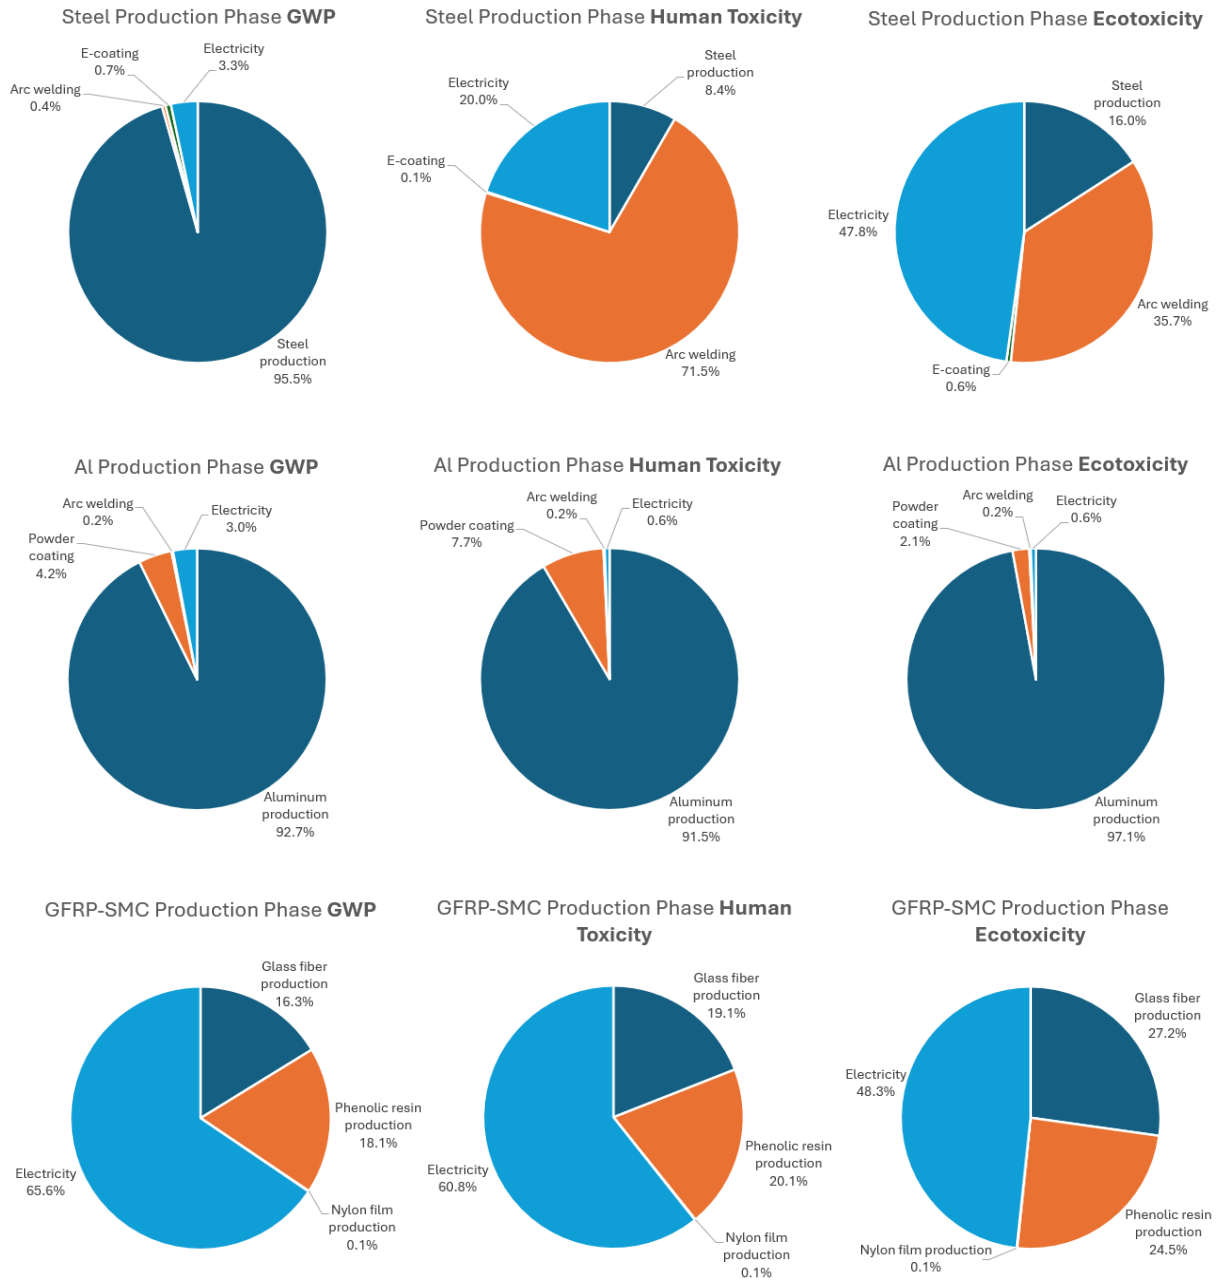 Steel Production Phase GWP
E-coating
0.7%
Electricity
3.3%
Arc welding
0.4%
Steel
production
95.5%
Steel Production Phase Human Toxicity
Steel
production
8.4%
Electricity
20.0%
E-coating
0.1%
Arc welding
71.5%
Steel Production Phase Ecotoxicity
Steel
production
16.0%
Electricity
47.8%
Arc welding
35.7%
E-coating
0.6%
Al Production Phase GWP
Arc welding
0.2%
Electricity
3.0%
Powder
coating
4.2%
Aluminum
production
92.7%
Al Production Phase Human Toxicity
Arc welding
0.2%
Electricity
0.6%
Powder coating
7.7%
Aluminum
production
91.5%
Al Production Phase Ecotoxicity
Arc welding
0.2%
Electricity
0.6%
Powder
coating
2.1%
Aluminum
production
97.1%
GFRP-SMC Production Phase GWP
Glass fiber
production
16.3%
Phenolic resin
production
18.1%
Electricity
65.6%
Nylon film
production
0.1%
GFRP-SMC Production Phase Human
Toxicity
Glass fiber
production
19.1%
Phenolic resin
production
20.1%
Electricity
60.8%
Nylon film
production
0.1%
GFRP-SMC Production Phase
Ecotoxicity
Glass fiber
production
27.2%
Electricity
48.3%
Phenolic resin
production
24.5%
Nylon film production
0.1%